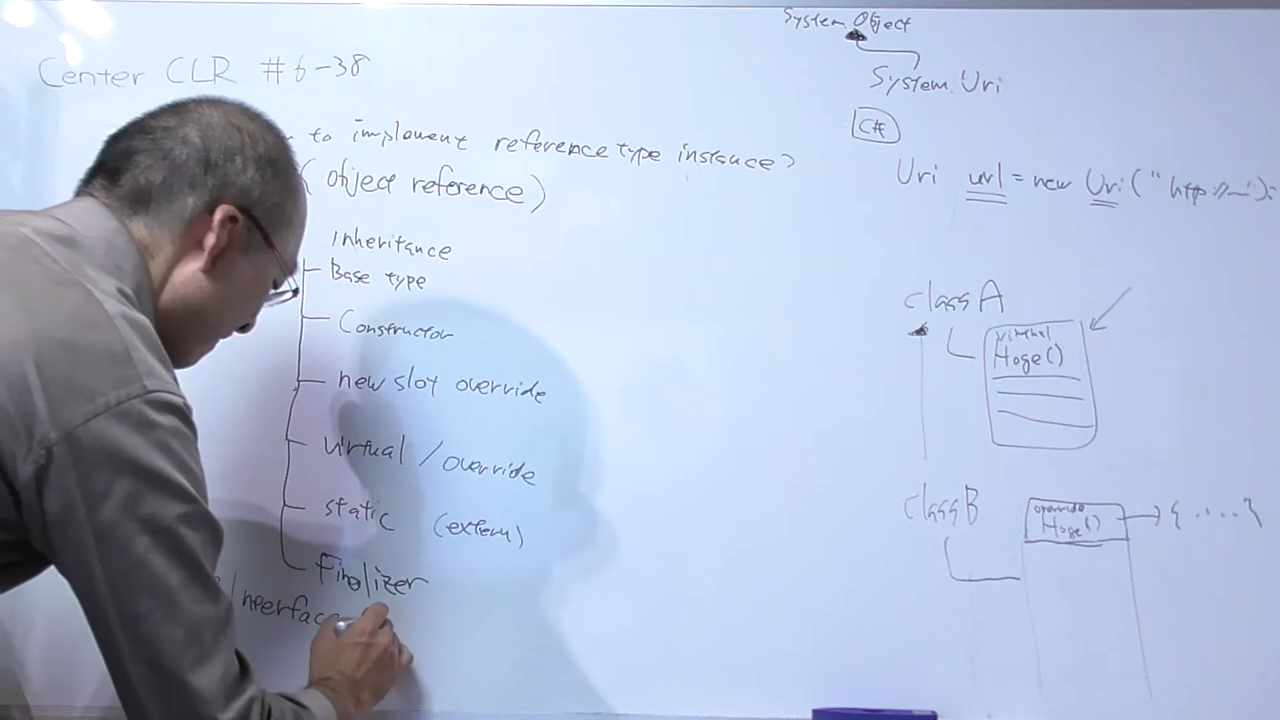 Center CLR #6-38
to implement reference type instance?
(object reference)
Inheritance
Base type
Constructor
new slot override
virtual / override
static (extern)
Finalizer
System.Object
System.Uri
C#
Uri url = new Uri("http://~");
class A
virtual
Hoge()
class B
override
Hoge() → {.....}